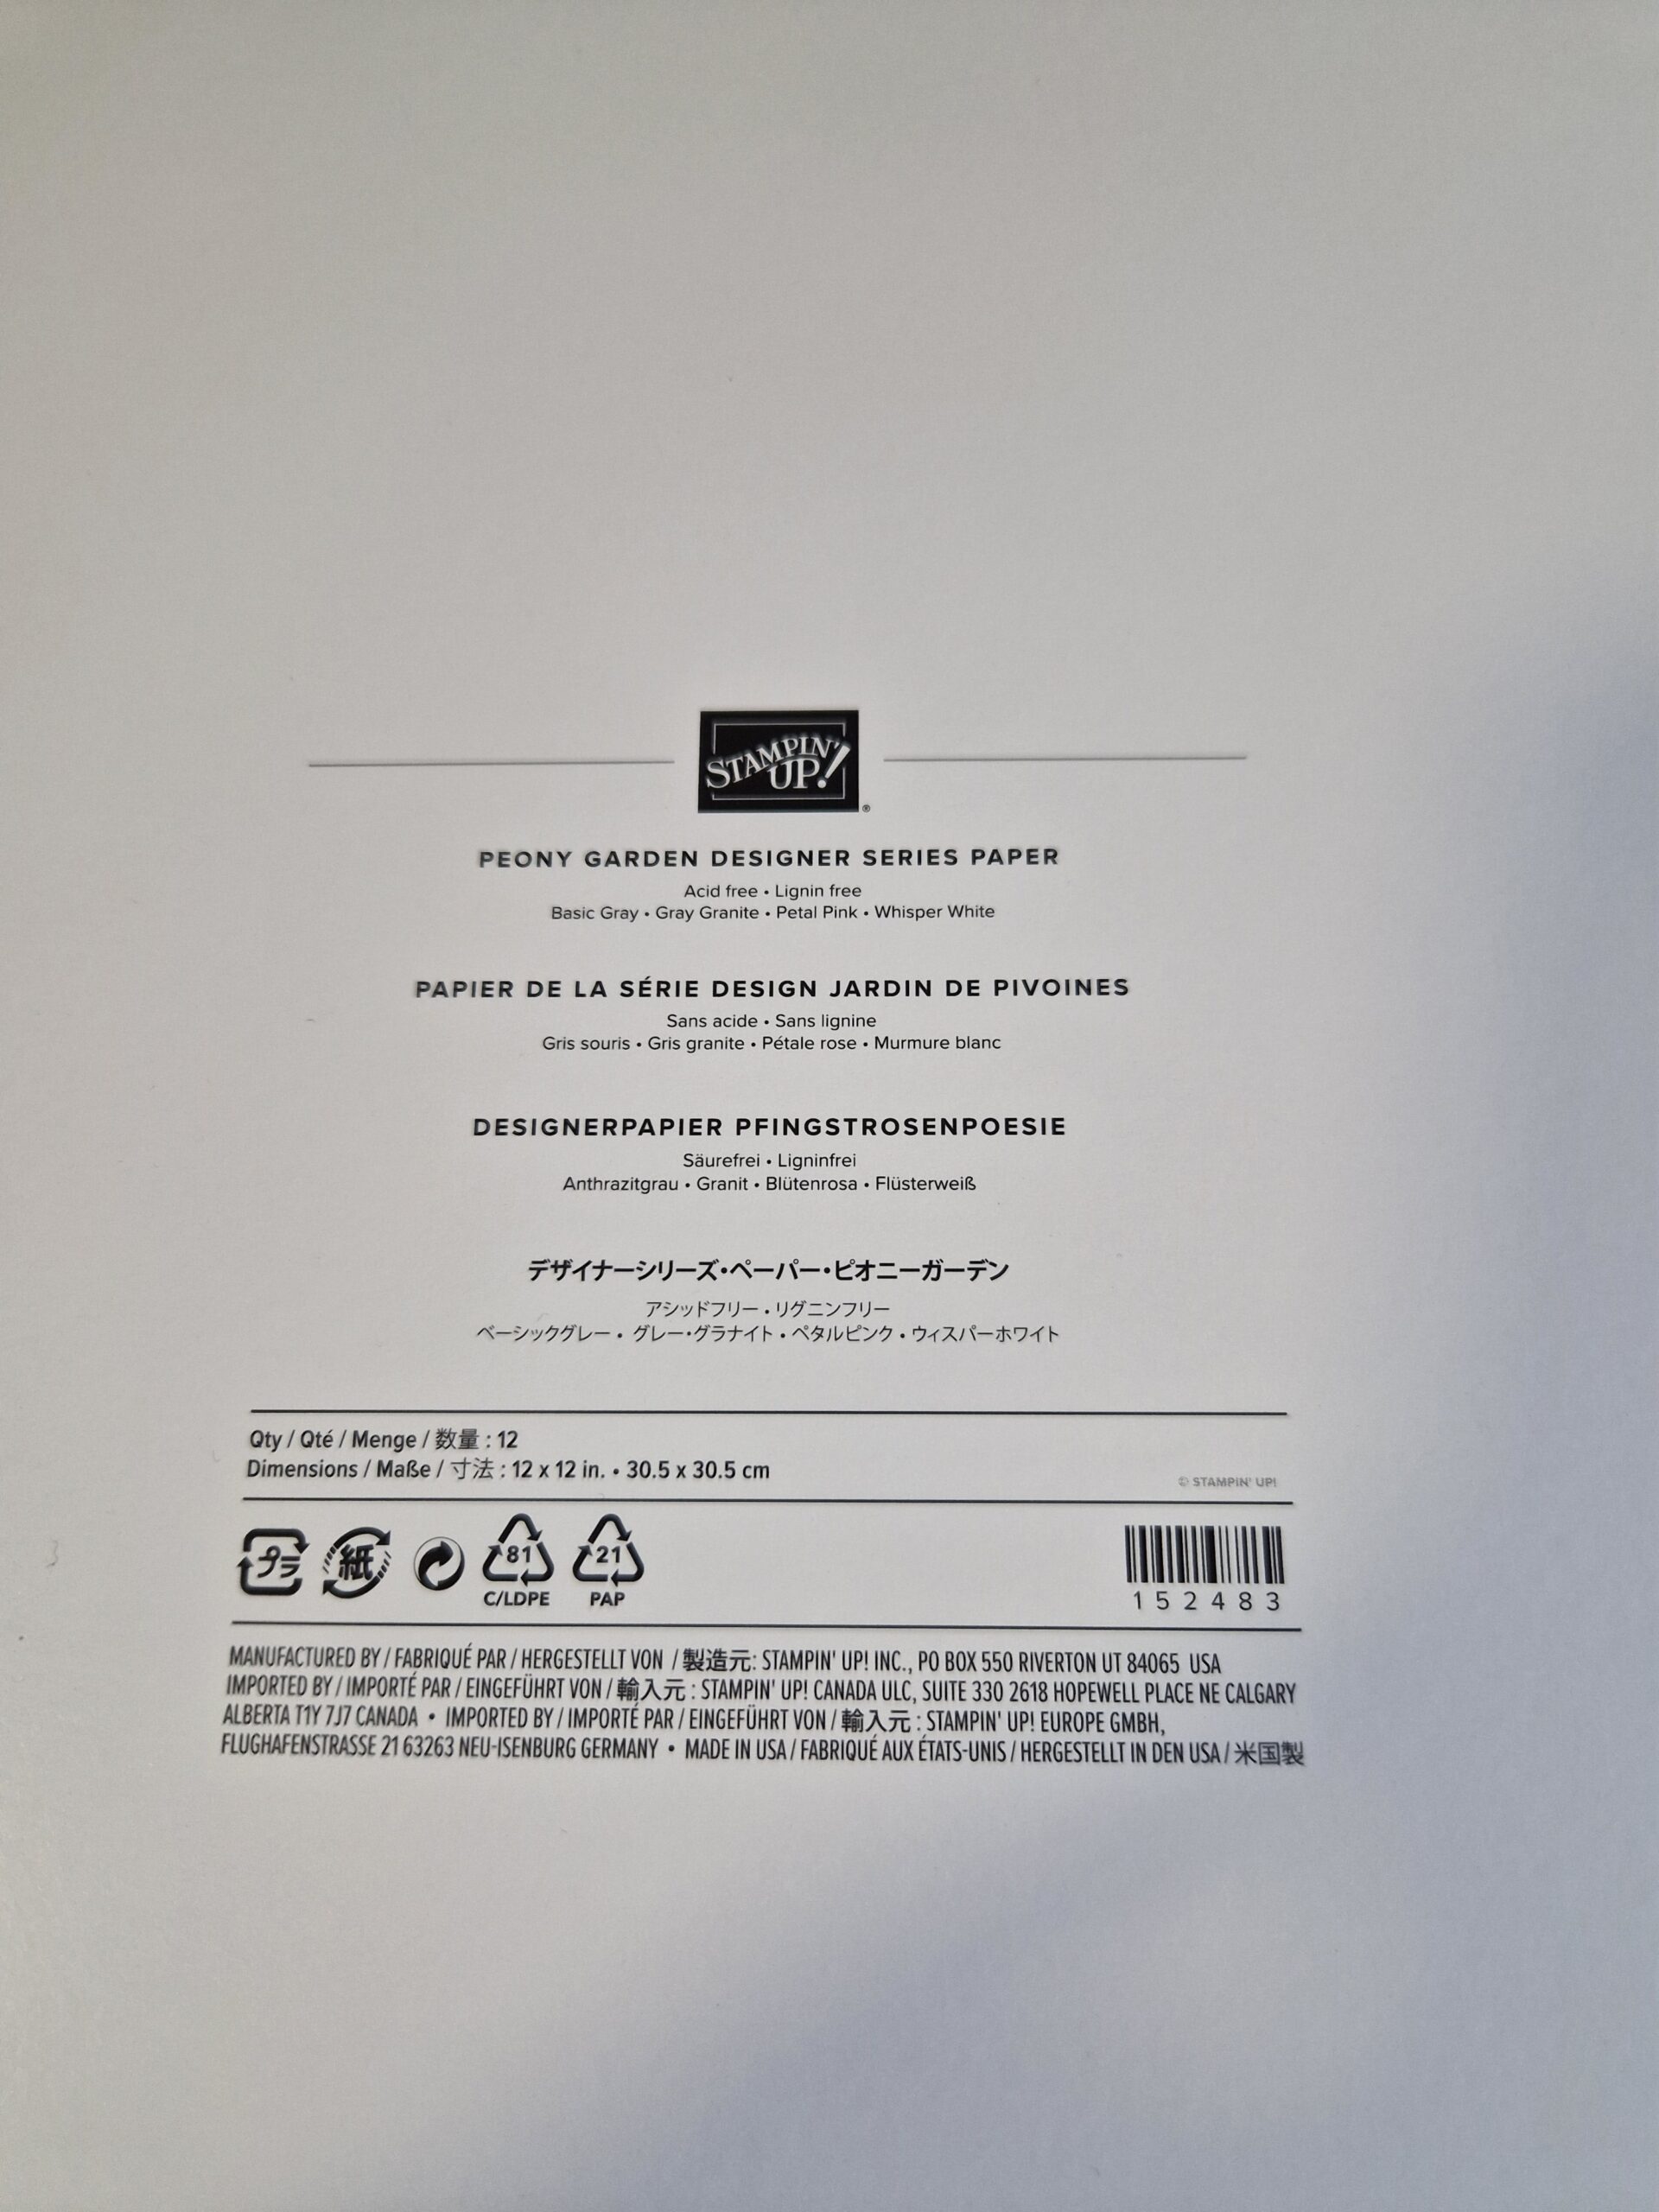 STAMPIN' UP! ®
PEONY GARDEN DESIGNER SERIES PAPER
Acid free • Lignin free
Basic Gray • Gray Granite • Petal Pink • Whisper White
PAPIER DE LA SÉRIE DESIGN JARDIN DE PIVOINES
Sans acide • Sans lignine
Gris souris • Gris granite • Pétale rose • Murmure blanc
DESIGNERPAPIER PFINGSTROSENPOESIE
Säurefrei • Ligninfrei
Anthrazitgrau • Granit • Blütenrosa • Flüsterweiß
デザイナーシリーズ・ペーパー・ピオニーガーデン
アシッドフリー • リグニンフリー
ベーシックグレー • グレー・グラナイト • ペタルピンク • ウィスパーホワイト
Qty / Qté / Menge / 数量 : 12
Dimensions / Maße / 寸法 : 12 x 12 in. • 30.5 x 30.5 cm
© STAMPIN' UP!
プラ 紙 81 21
C/LDPE PAP
152483
MANUFACTURED BY / FABRIQUÉ PAR / HERGESTELLT VON / 製造元: STAMPIN' UP! INC., PO BOX 550 RIVERTON UT 84065 USA
IMPORTED BY / IMPORTÉ PAR / EINGEFÜHRT VON / 輸入元 : STAMPIN' UP! CANADA ULC, SUITE 330 2618 HOPEWELL PLACE NE CALGARY
ALBERTA T1Y 7J7 CANADA • IMPORTED BY / IMPORTÉ PAR / EINGEFÜHRT VON / 輸入元 : STAMPIN' UP! EUROPE GMBH,
FLUGHAFENSTRASSE 21 63263 NEU-ISENBURG GERMANY • MADE IN USA / FABRIQUÉ AUX ÉTATS-UNIS / HERGESTELLT IN DEN USA / 米国製